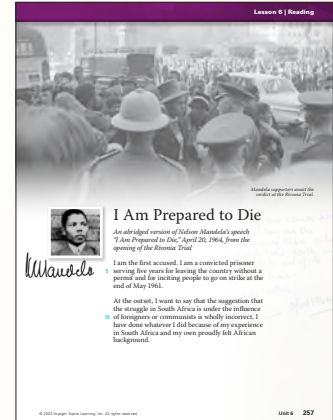 Lesson 6 | Reading
Mandela supporters await the
verdict at the Rivonia Trial.
I Am Prepared to Die
An abridged version of Nelson Mandela's speech
"I Am Prepared to Die," April 20, 1964, from the
opening of the Rivonia Trial
NMandela
I am the first accused. I am a convicted prisoner
5 serving five years for leaving the country without a
permit and for inciting people to go on strike at the
end of May 1961.
At the outset, I want to say that the suggestion that
the struggle in South Africa is under the influence
10 of foreigners or communists is wholly incorrect. I
have done whatever I did because of my experience
in South Africa and my own proudly felt African
background.
© 2023 Voyager Sopris Learning, Inc. All rights reserved.
Unit 6 257